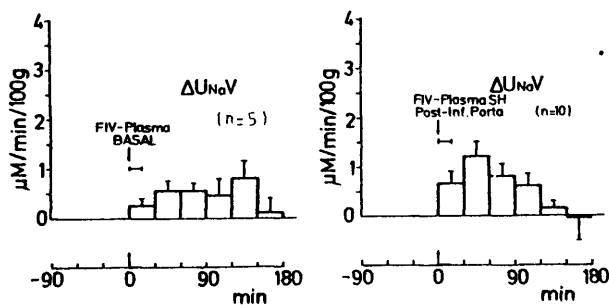 4
3
2
1
0
µM/min/100g
ΔUNaV
(n=5)
FIV-Plasma
BASAL
-90
0
90
180
min
4
3
2
1
0
µM/min/100g
ΔUNaV
FIV-Plasma SH
Post-Inf. Porta
(n=10)
-90
0
90
180
min